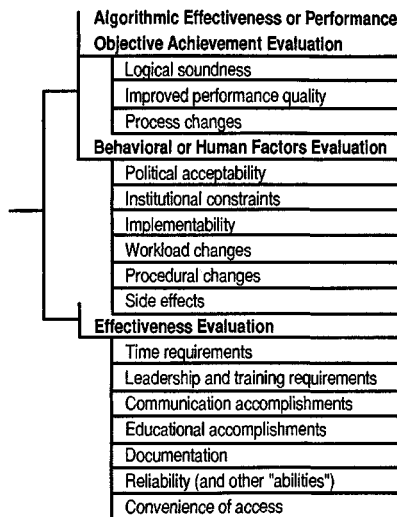 Algorithmic Effectiveness or Performance
Objective Achievement Evaluation
Logical soundness
Improved performance quality
Process changes
Behavioral or Human Factors Evaluation
Political acceptability
Institutional constraints
Implementability
Workload changes
Procedural changes
Side effects
Effectiveness Evaluation
Time requirements
Leadership and training requirements
Communication accomplishments
Educational accomplishments
Documentation
Reliability (and other "abilities")
Convenience of access